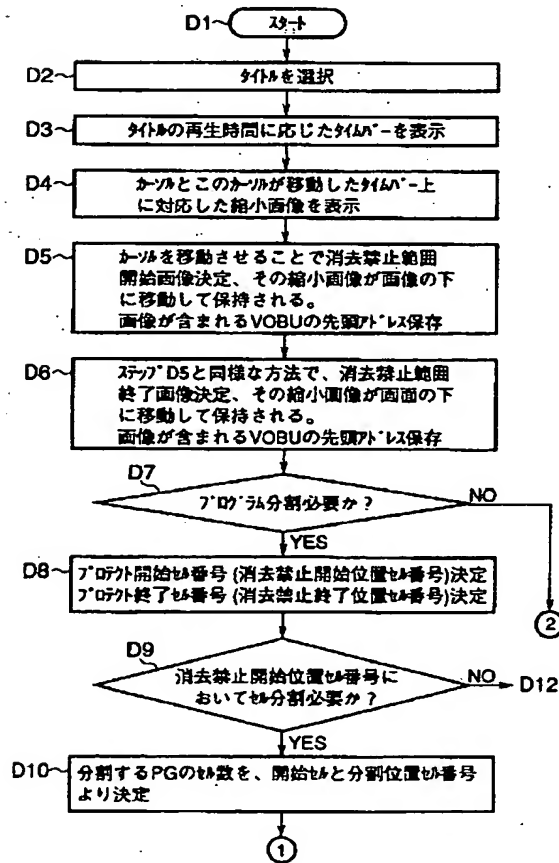 D1
スタート
D2
タイトルを選択
D3
タイトルの再生時間に応じたタイムバーを表示
D4
カーソルとこのカーソルが移動したタイムバー上
に対応した縮小画像を表示
D5
カーソルを移動させることで消去禁止範囲
開始画像決定、その縮小画像が画像の下
に移動して保持される。
画像が含まれるVOBUの先頭アドレス保存
D6
ステップD5と同様な方法で、消去禁止範囲
終了画像決定、その縮小画像が画面の下
に移動して保持される。
画像が含まれるVOBUの先頭アドレス保存
D7
プログラム分割必要か?
NO
YES
2
D8
プロテクト開始セル番号(消去禁止開始位置セル番号)決定
プロテクト終了セル番号(消去禁止終了位置セル番号)決定
D9
消去禁止開始位置セル番号に
おいてセル分割必要か?
NO
D12
YES
D10
分割するPGのセル数を、開始セルと分割位置セル番号
より決定
1